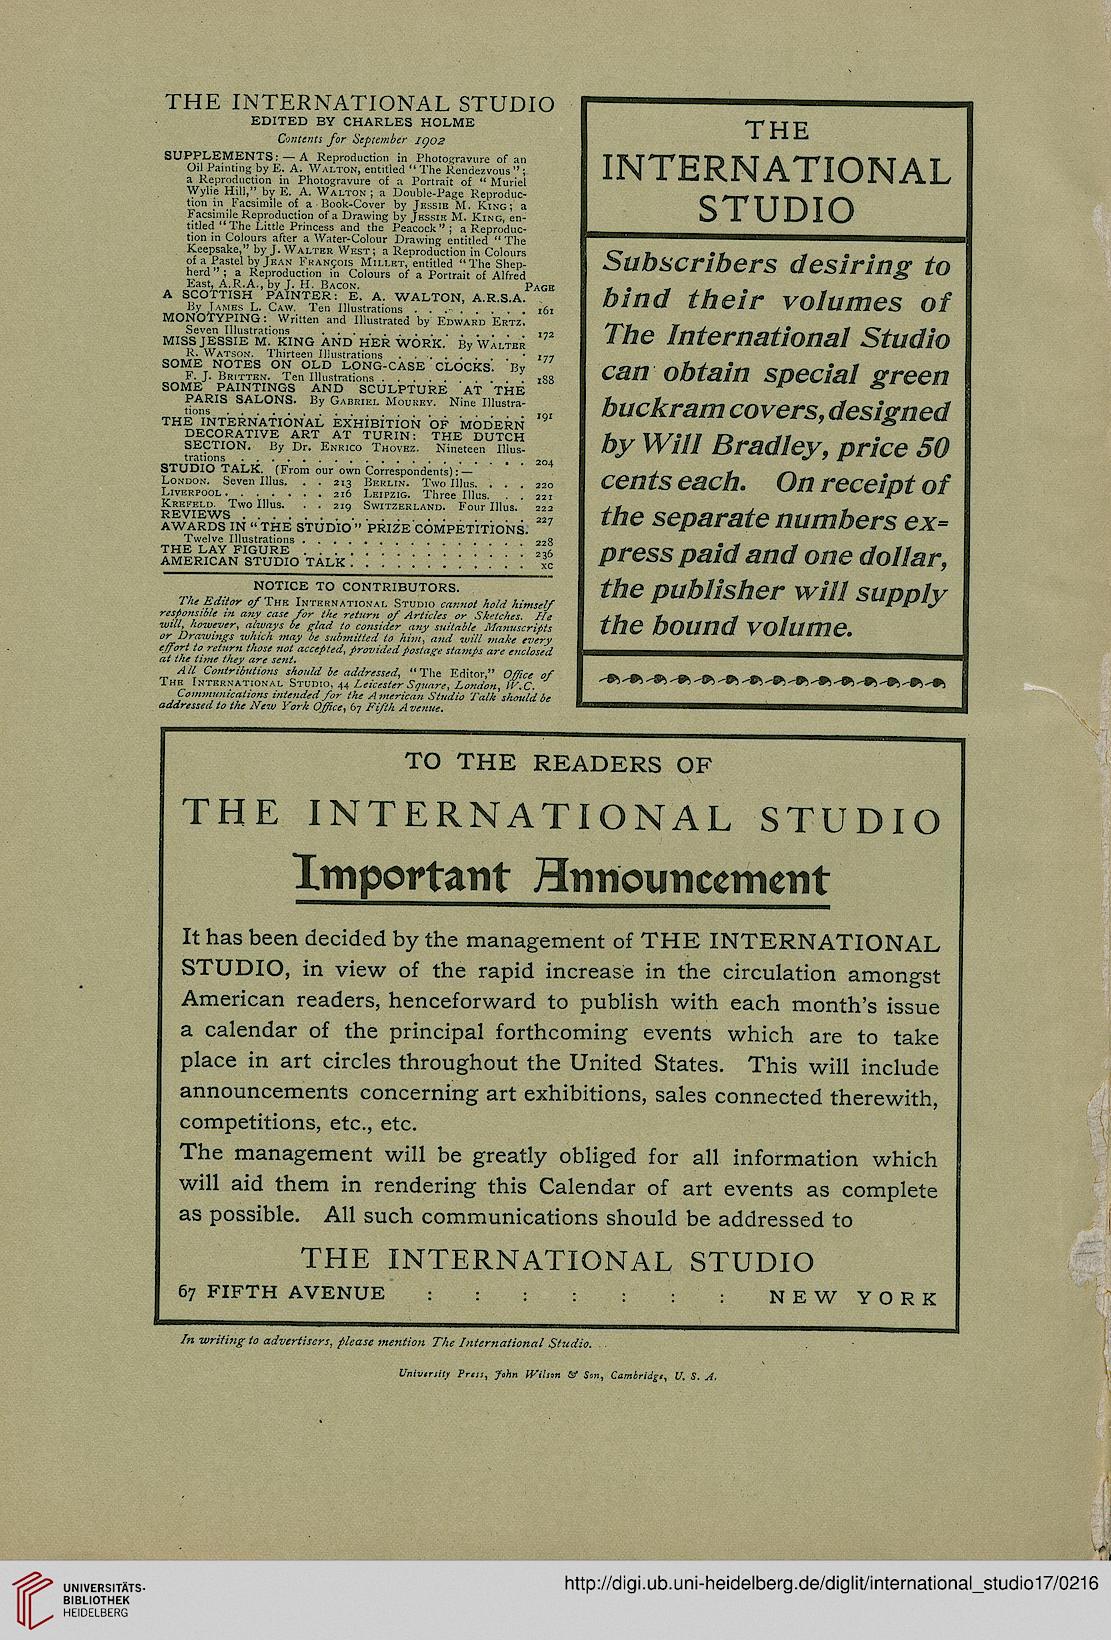 THE INTERNATIONAL STUDIO
EDITED BY CHARLES HOLME
Contents for September 1902
SUPPLEMENTS: — A Reproduction in Photogravure of an
Oil Painting by E. A. WALTON, entitled "The Rendezvous";
a Reproduction in Photogravure of a Portrait of "Muriel
Wylie Hill," by E. A. WALTON; a Double-Page Reproduc-
tion in Facsimile of a Book-Cover by JESSIE M. KING; a
Facsimile Reproduction of a Drawing by JESSIE M. KING, en-
titled "The Little Princess and the Peacock"; a Reproduc-
tion in Colours after a Water-Colour Drawing entitled "The
Keepsake," by J. WALTER WEST; a Reproduction in Colours
of a Pastel by JEAN FRANÇOIS MILLET, entitled "The Shep-
herd"; a Reproduction in Colours of a Portrait of Alfred
East, A.R.A., by J. H. BACON. PAGE
A SCOTTISH PAINTER: E. A. WALTON, A.R.S.A.
By JAMES L. CAW. Ten Illustrations . . . . . . . . 161
MONOTYPING: Written and Illustrated by EDWARD ERTZ.
Seven Illustrations . . . . . . . . . . . . . . 172
MISS JESSIE M. KING AND HER WORK. By WALTER
R. WATSON. Thirteen Illustrations . . . . . . . . . 177
SOME NOTES ON OLD LONG-CASE CLOCKS. By
F. J. BRITTEN. Ten Illustrations . . . . . . . . . . 188
SOME PAINTINGS AND SCULPTURE AT THE
PARIS SALONS. By GABRIEL MOUREY. Nine Illustra-
tions . . . . . . . . . . . . . . . . . . . 191
THE INTERNATIONAL EXHIBITION OF MODERN
DECORATIVE ART AT TURIN: THE DUTCH
SECTION. By Dr. ENRICO THOVEZ. Nineteen Illus-
trations . . . . . . . . . . . . . . . . . . 204
STUDIO TALK. (From our own Correspondents): —
LONDON. Seven Illus. . . 213 BERLIN. Two Illus. . . . 220
LIVERPOOL . . . . . . . 216 LEIPZIG. Three Illus. . . 221
KREFELD. Two Illus. . . 219 SWITZERLAND. Four Illus. 222
REVIEWS . . . . . . . . . . . . . . . . . . 227
AWARDS IN "THE STUDIO" PRIZE COMPETITIONS.
Twelve Illustrations . . . . . . . . . . . . . . 228
THE LAY FIGURE . . . . . . . . . . . . . . . 236
AMERICAN STUDIO TALK . . . . . . . . . . . . XC
NOTICE TO CONTRIBUTORS.
The Editor of THE INTERNATIONAL STUDIO cannot hold himself
responsible in any case for the return of Articles or Sketches. He
will, however, always be glad to consider any suitable Manuscripts
or Drawings which may be submitted to him, and will make every
effort to return those not accepted, provided postage stamps are enclosed
at the time they are sent.
All Contributions should be addressed, "The Editor," Office of
THE INTERNATIONAL STUDIO, 44 Leicester Square, London, W.C.
Communications intended for the American Studio Talk should be
addressed to the New York Office, 67 Fifth Avenue.
THE
INTERNATIONAL
STUDIO
Subscribers desiring to
bind their volumes of
The International Studio
can obtain special green
buckram covers, designed
by Will Bradley, price 50
cents each. On receipt of
the separate numbers ex=
press paid and one dollar,
the publisher will supply
the bound volume.
TO THE READERS OF
THE INTERNATIONAL STUDIO
Important Announcement
It has been decided by the management of THE INTERNATIONAL
STUDIO, in view of the rapid increase in the circulation amongst
American readers, henceforward to publish with each month's issue
a calendar of the principal forthcoming events which are to take
place in art circles throughout the United States. This will include
announcements concerning art exhibitions, sales connected therewith,
competitions, etc., etc.
The management will be greatly obliged for all information which
will aid them in rendering this Calendar of art events as complete
as possible. All such communications should be addressed to
THE INTERNATIONAL STUDIO
67 FIFTH AVENUE : : : : : : : NEW YORK
In writing to advertisers, please mention The International Studio.
University Press, John Wilson & Son, Cambridge, U. S. A.
UNIVERSITÄTS-
BIBLIOTHEK
HEIDELBERG
http://digi.ub.uni-heidelberg.de/diglit/international_studio17/0216